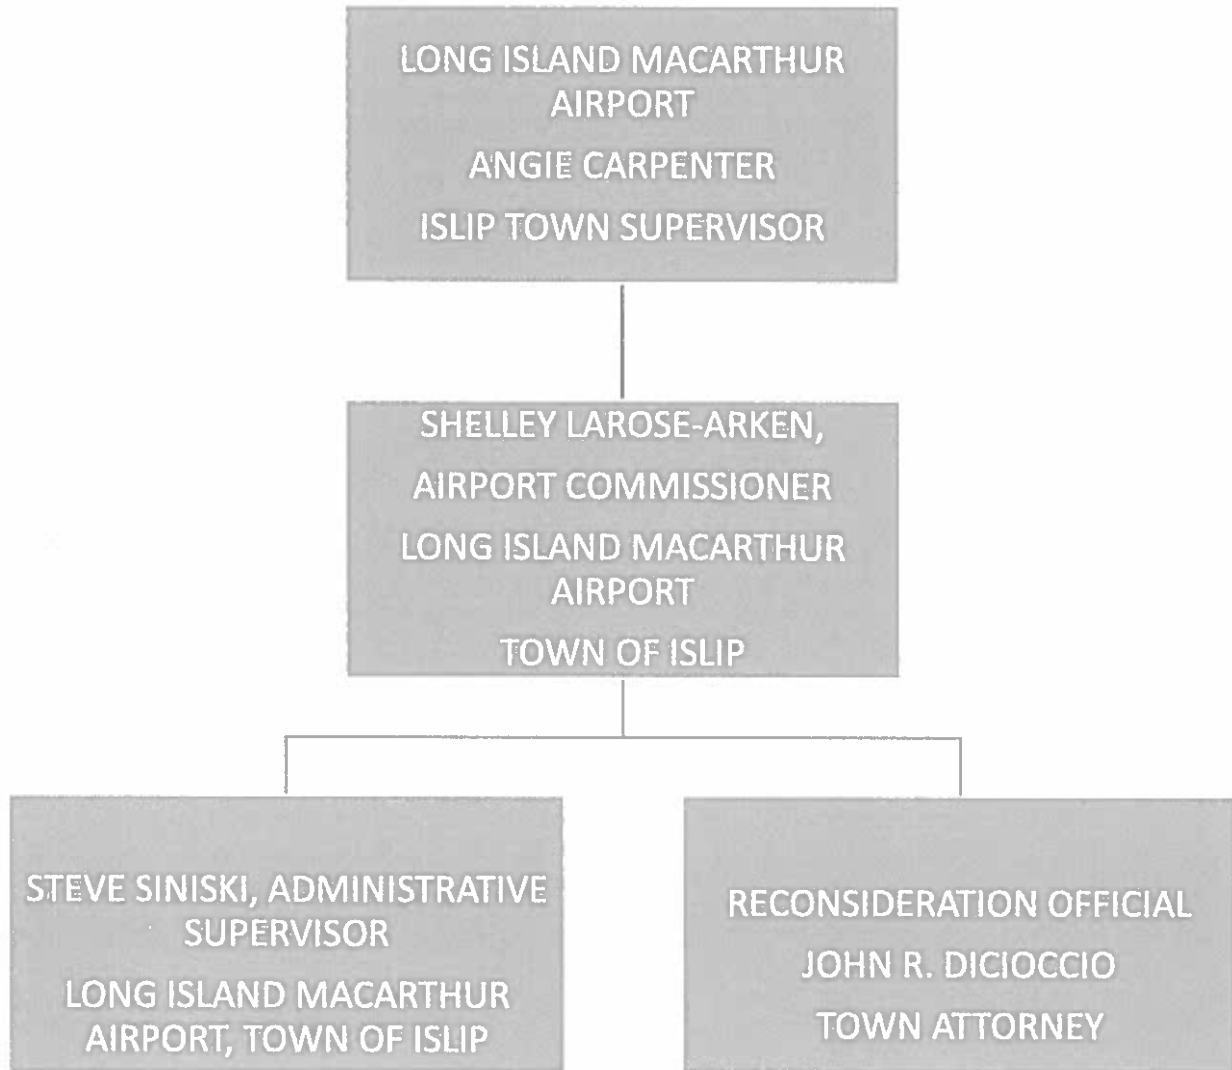 LONG ISLAND MACARTHUR
AIRPORT
ANGIE CARPENTER
ISLIP TOWN SUPERVISOR
SHELLEY LAROSE-ARKEN,
AIRPORT COMMISSIONER
LONG ISLAND MACARTHUR
AIRPORT
TOWN OF ISLIP
STEVE SINISKI, ADMINISTRATIVE
SUPERVISOR
LONG ISLAND MACARTHUR
AIRPORT, TOWN OF ISLIP
RECONSIDERATION OFFICIAL
JOHN R. DICIOCCIO
TOWN ATTORNEY